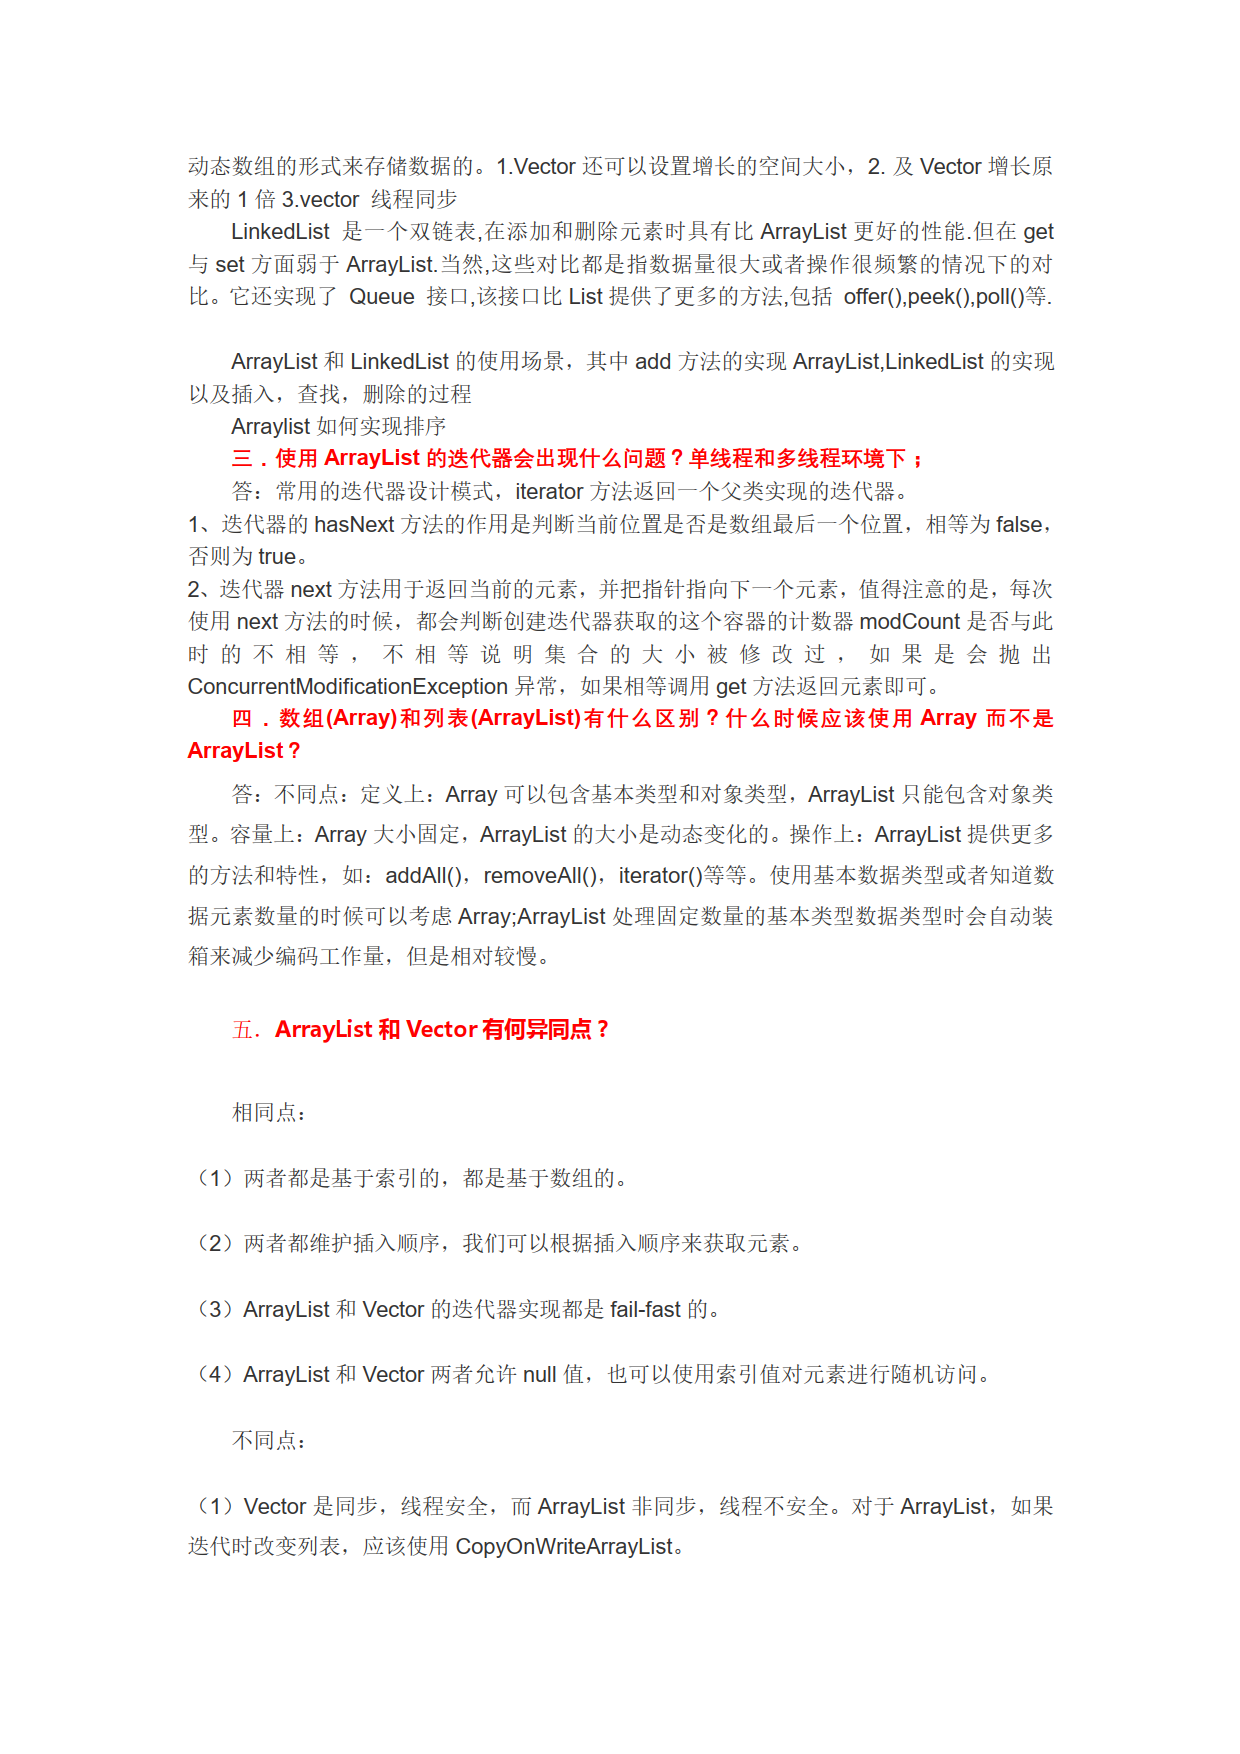 动态数组的形式来存储数据的。1.Vector 还可以设置增长的空间大小，2. 及 Vector 增长原
来的 1 倍 3.vector 线程同步
LinkedList 是一个双链表,在添加和删除元素时具有比 ArrayList 更好的性能.但在 get
与 set 方面弱于 ArrayList.当然,这些对比都是指数据量很大或者操作很频繁的情况下的对
比。它还实现了 Queue 接口,该接口比 List 提供了更多的方法,包括 offer(),peek(),poll()等.
ArrayList 和 LinkedList 的使用场景，其中 add 方法的实现 ArrayList,LinkedList 的实现
以及插入，查找，删除的过程
Arraylist 如何实现排序
三．使用 ArrayList 的迭代器会出现什么问题？单线程和多线程环境下；
答：常用的迭代器设计模式，iterator 方法返回一个父类实现的迭代器。
1、迭代器的 hasNext 方法的作用是判断当前位置是否是数组最后一个位置，相等为 false，
否则为 true。
2、迭代器 next 方法用于返回当前的元素，并把指针指向下一个元素，值得注意的是，每次
使用 next 方法的时候，都会判断创建迭代器获取的这个容器的计数器 modCount 是否与此
时的不相等，不相等说明集合的大小被修改过，如果是会抛出
ConcurrentModificationException 异常，如果相等调用 get 方法返回元素即可。
四．数组(Array)和列表(ArrayList)有什么区别？什么时候应该使用 Array 而不是
ArrayList？
答：不同点：定义上：Array 可以包含基本类型和对象类型，ArrayList 只能包含对象类
型。容量上：Array 大小固定，ArrayList 的大小是动态变化的。操作上：ArrayList 提供更多
的方法和特性，如：addAll()，removeAll()，iterator()等等。使用基本数据类型或者知道数
据元素数量的时候可以考虑 Array;ArrayList 处理固定数量的基本类型数据类型时会自动装
箱来减少编码工作量，但是相对较慢。
五．ArrayList 和 Vector 有何异同点？
相同点：
（1）两者都是基于索引的，都是基于数组的。
（2）两者都维护插入顺序，我们可以根据插入顺序来获取元素。
（3）ArrayList 和 Vector 的迭代器实现都是 fail-fast 的。
（4）ArrayList 和 Vector 两者允许 null 值，也可以使用索引值对元素进行随机访问。
不同点：
（1）Vector 是同步，线程安全，而 ArrayList 非同步，线程不安全。对于 ArrayList，如果
迭代时改变列表，应该使用 CopyOnWriteArrayList。